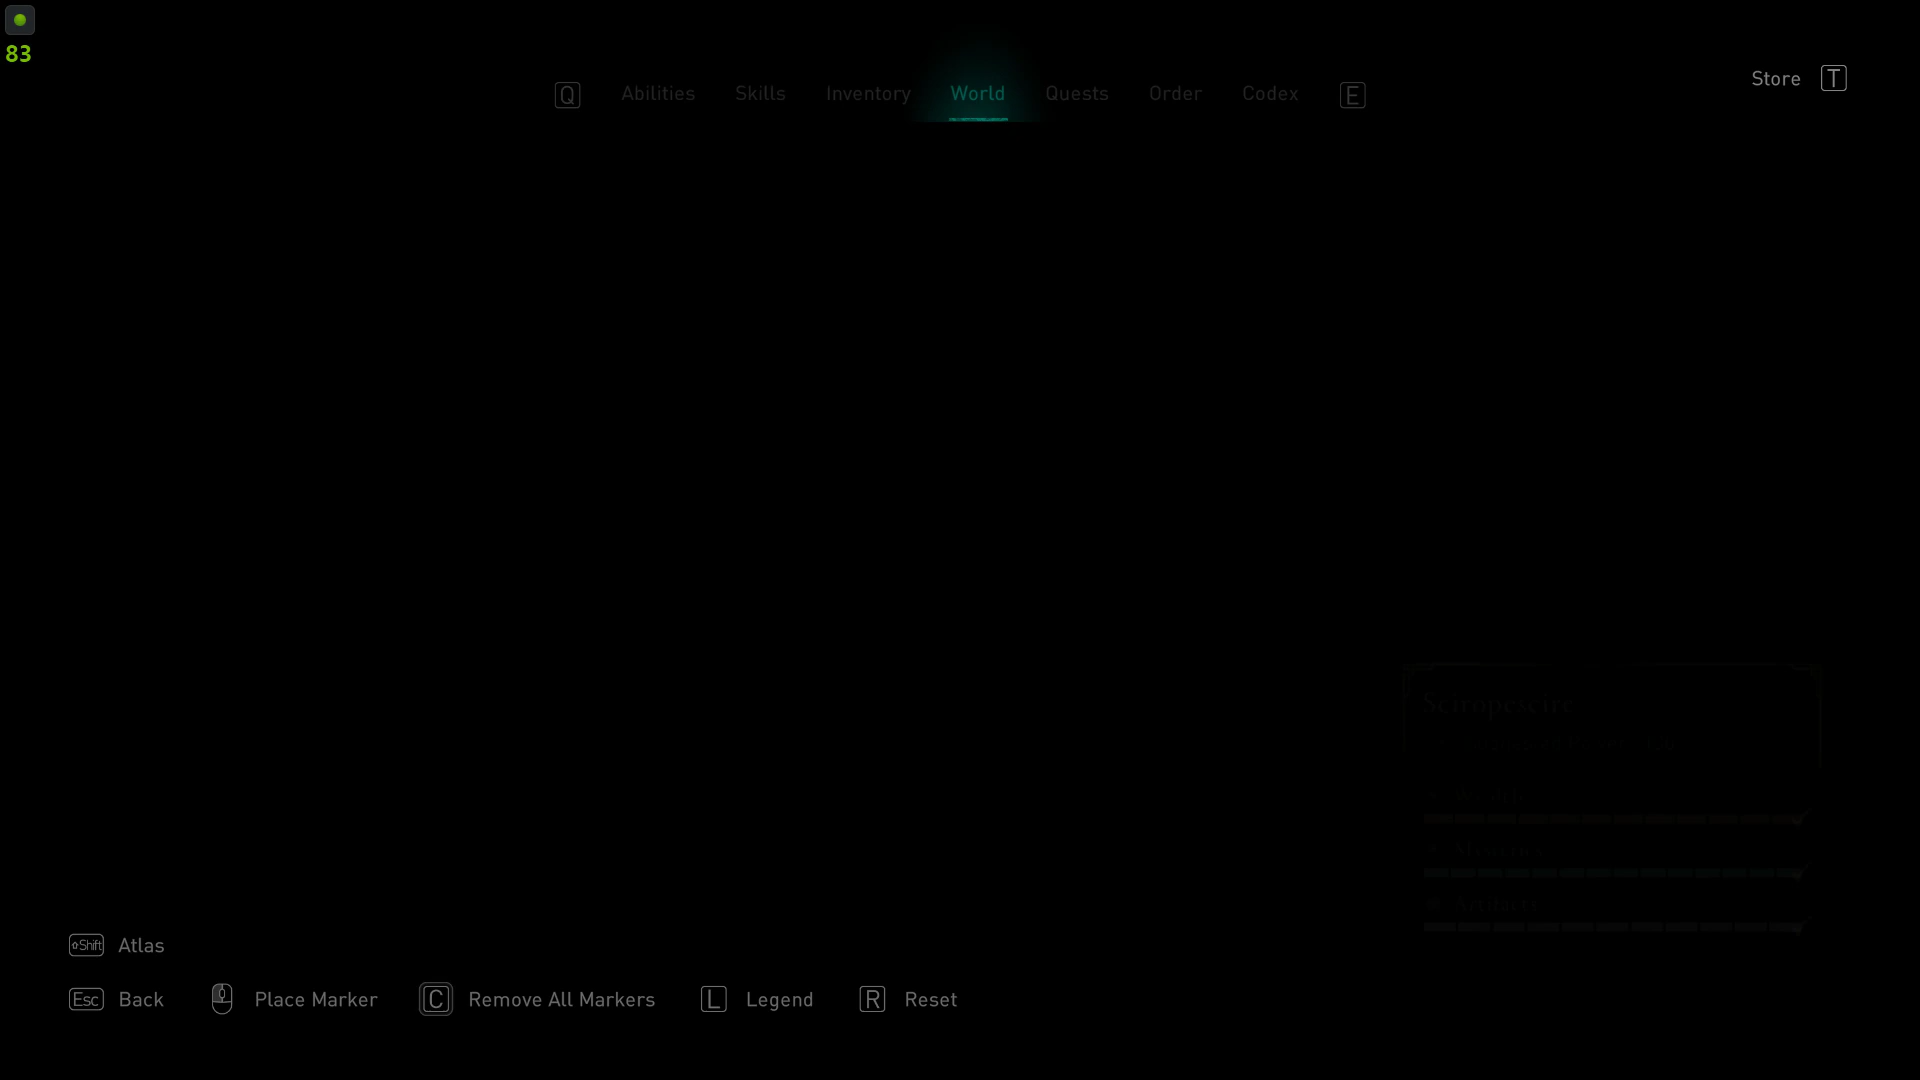 83
Q Abilities Skills Inventory World Quests Order Codex E
Store T
Sciropescire
Shift Atlas
Esc Back Place Marker C Remove All Markers L Legend R Reset